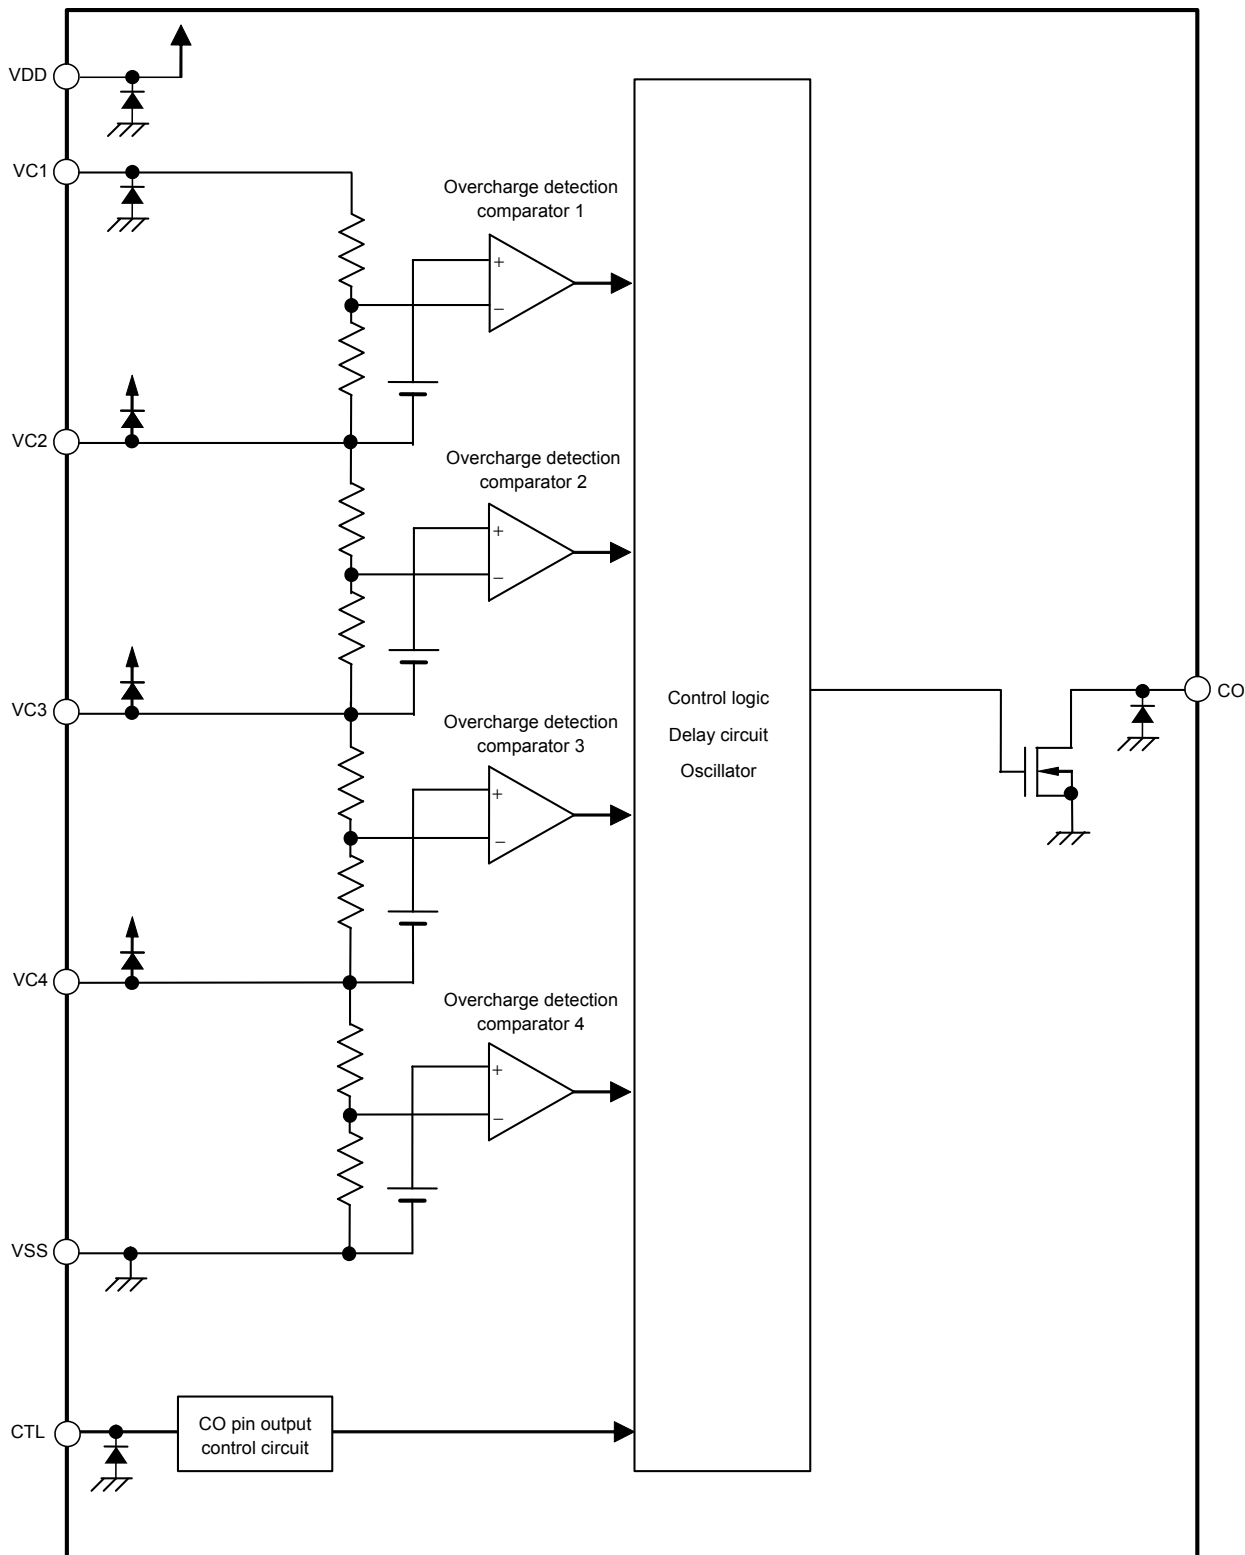 VDD
VC1
Overcharge detection
comparator 1
+
−
VC2
Overcharge detection
comparator 2
+
−
VC3
Overcharge detection
comparator 3
+
−
Control logic
Delay circuit
Oscillator
CO
VC4
Overcharge detection
comparator 4
+
−
VSS
CTL
CO pin output
control circuit